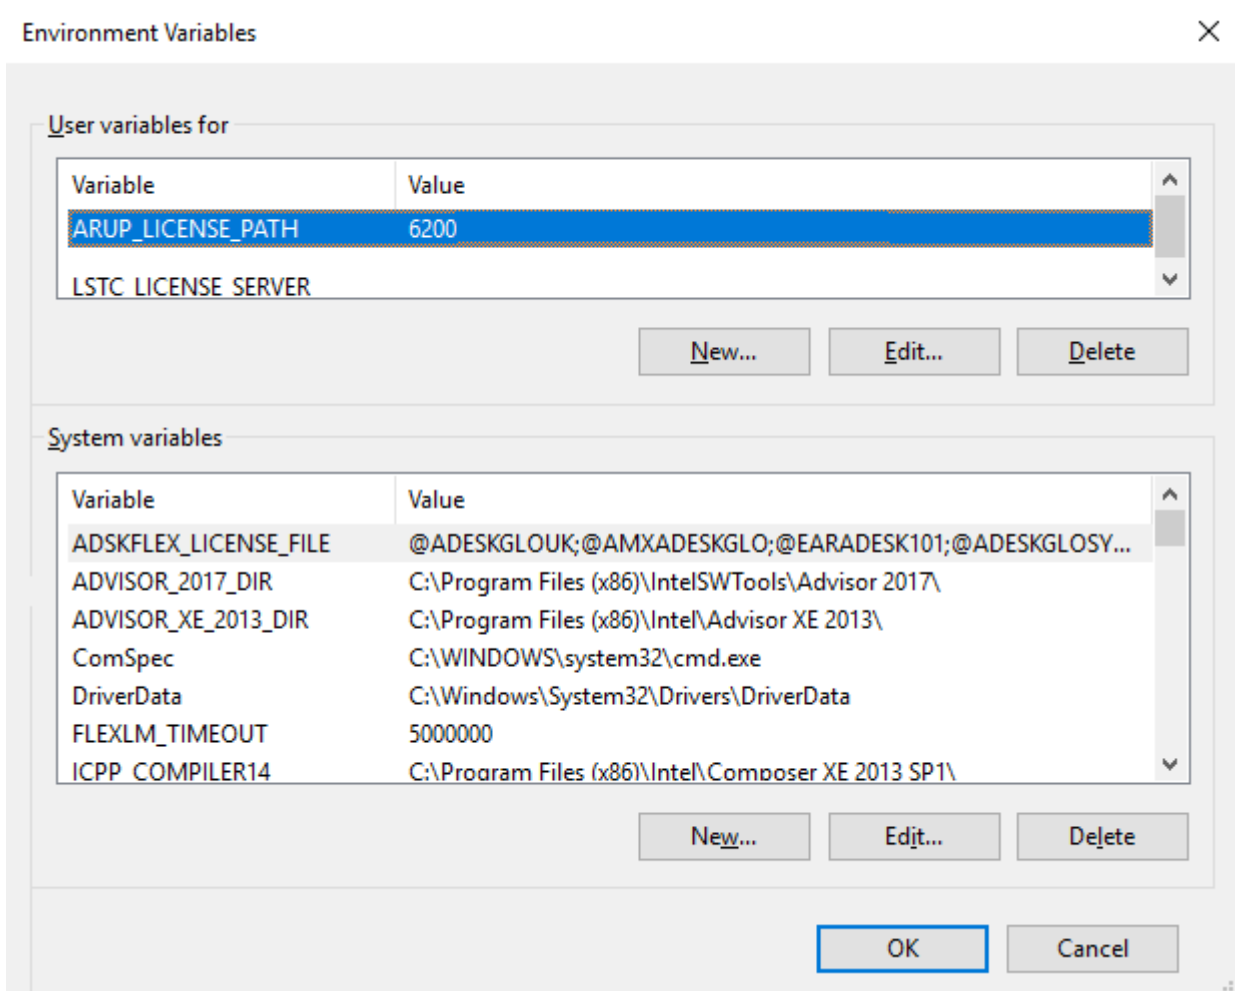 Environment Variables
User variables for
Variable Value
ARUP_LICENSE_PATH 6200
LSTC_LICENSE_SERVER
New... Edit... Delete
System variables
Variable Value
ADSKFLEX_LICENSE_FILE @ADESKGLOUK;@AMXADESKGLO;@EARADESK101;@ADESKGLOSY...
ADVISOR_2017_DIR C:\Program Files (x86)\IntelSWTools\Advisor 2017\
ADVISOR_XE_2013_DIR C:\Program Files (x86)\Intel\Advisor XE 2013\
ComSpec C:\WINDOWS\system32\cmd.exe
DriverData C:\Windows\System32\Drivers\DriverData
FLEXLM_TIMEOUT 5000000
ICPP_COMPILER14 C:\Program Files (x86)\Intel\Composer XE 2013 SP1\
New... Edit... Delete
OK Cancel